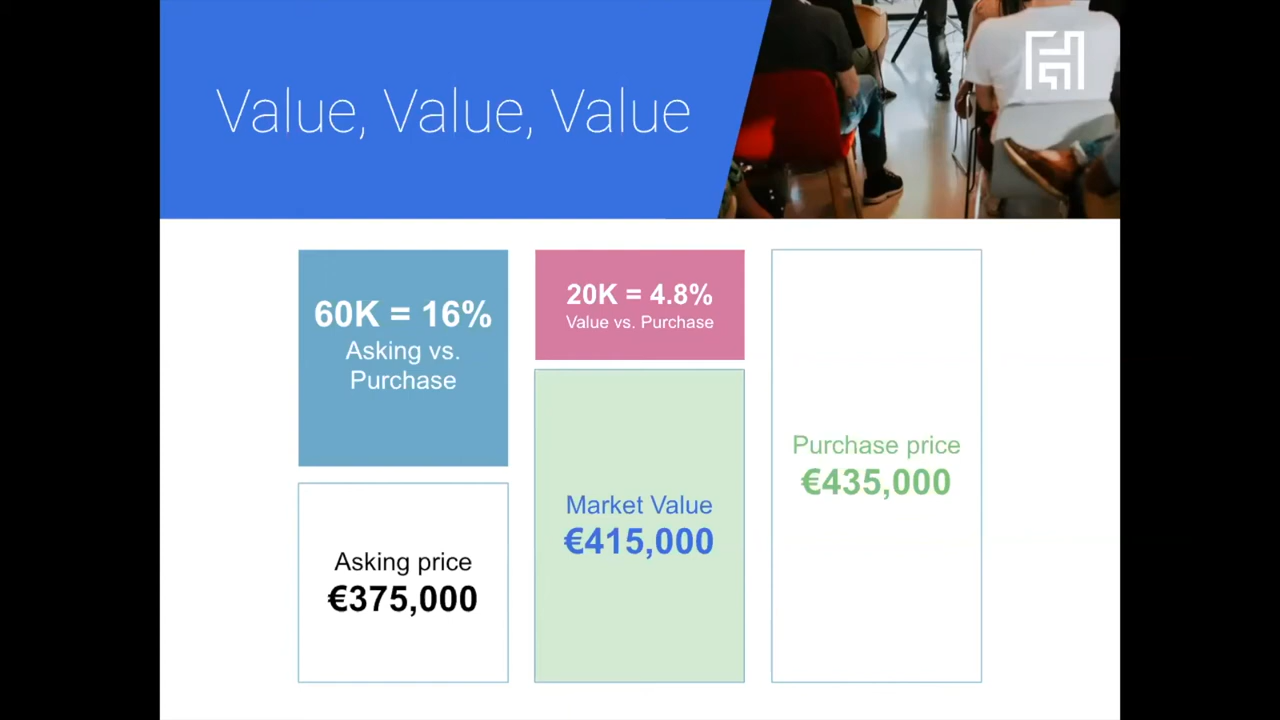 Value, Value, Value
60K = 16%
Asking vs.
Purchase
Asking price
€375,000
20K = 4.8%
Value vs. Purchase
Market Value
€415,000
Purchase price
€435,000